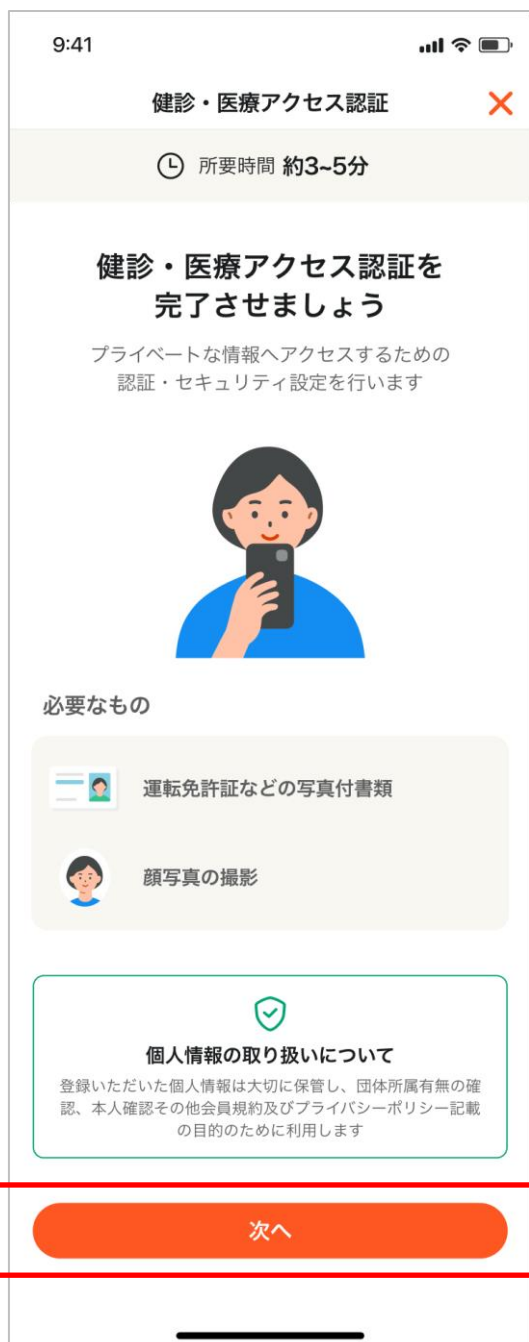 9:41
健診・医療アクセス認証
所要時間 約3~5分
健診・医療アクセス認証を
完了させましょう
プライベートな情報へアクセスするための
認証・セキュリティ設定を行います
必要なもの
運転免許証などの写真付書類
顔写真の撮影
個人情報の取り扱いについて
登録いただいた個人情報は大切に保管し、団体所属有無の確
認、本人確認その他会員規約及びプライバシーポリシー記載
の目的のために利用します
次へ